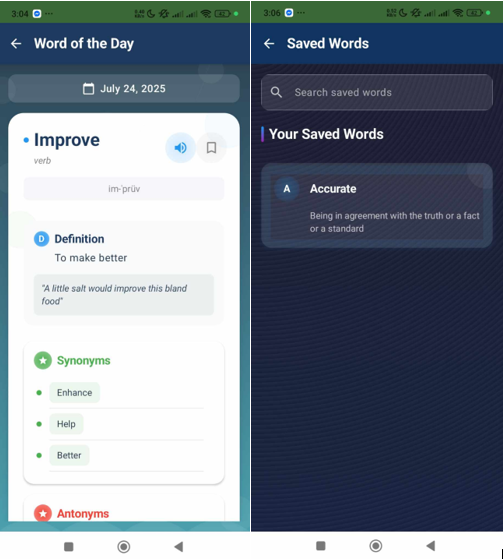 3:04
Word of the Day
July 24, 2025
Improve
verb
im-'prüv
D Definition
To make better
"A little salt would improve this bland
food"
Synonyms
Enhance
Help
Better
Antonyms
3:06
Saved Words
Search saved words
Your Saved Words
A Accurate
Being in agreement with the truth or a fact
or a standard